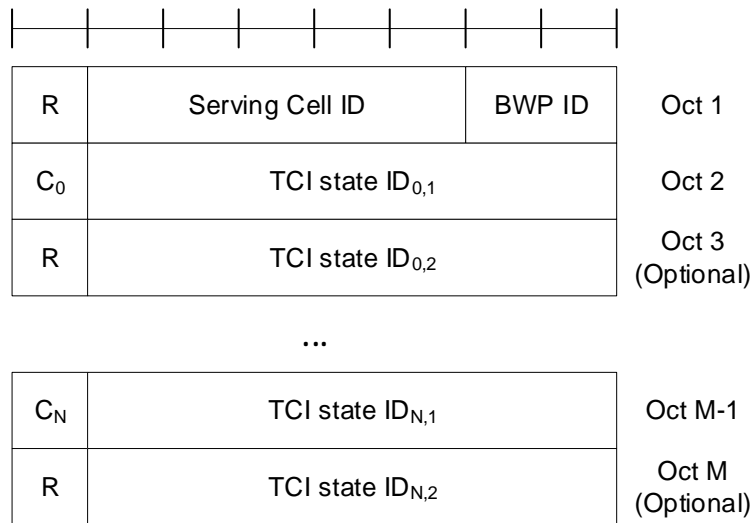 R Serving Cell ID BWP ID Oct 1
C0 TCI state ID0,1 Oct 2
R TCI state ID0,2 Oct 3
(Optional)
...
CN TCI state IDN,1 Oct M-1
R TCI state IDN,2 Oct M
(Optional)